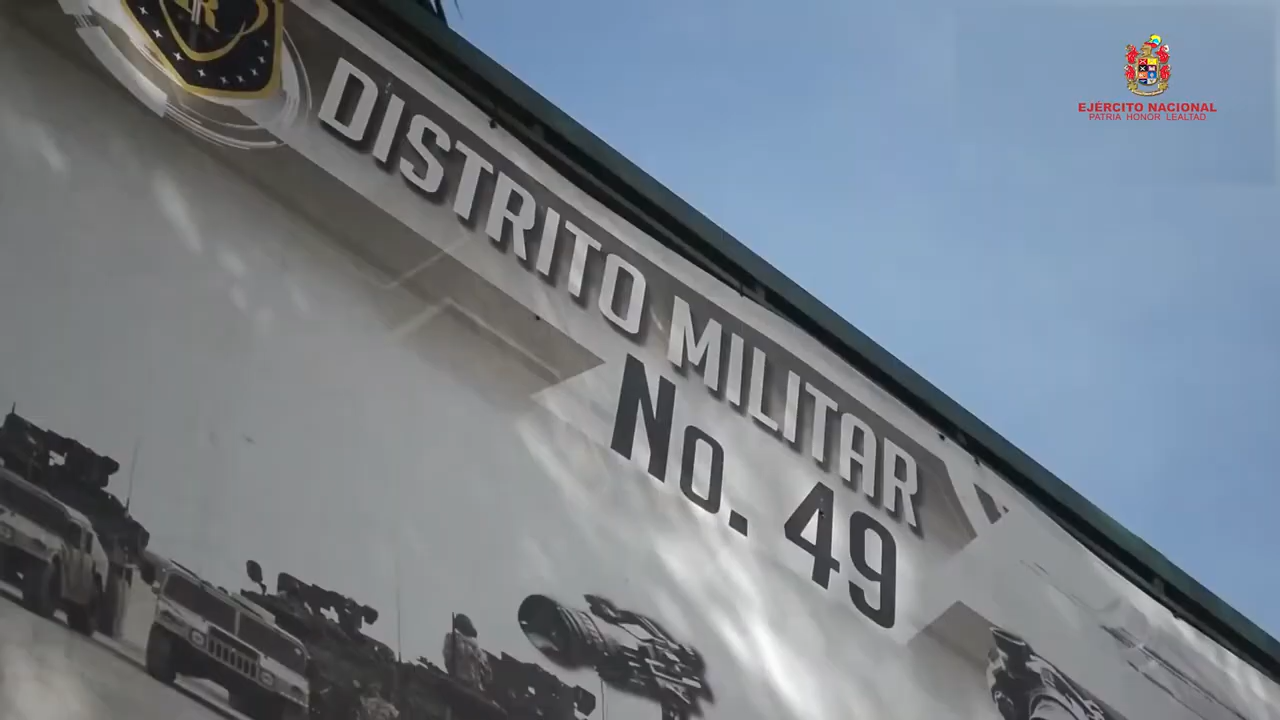 EJÉRCITO NACIONAL
PATRIA HONOR LEALTAD
DISTRITO MILITAR
No. 49